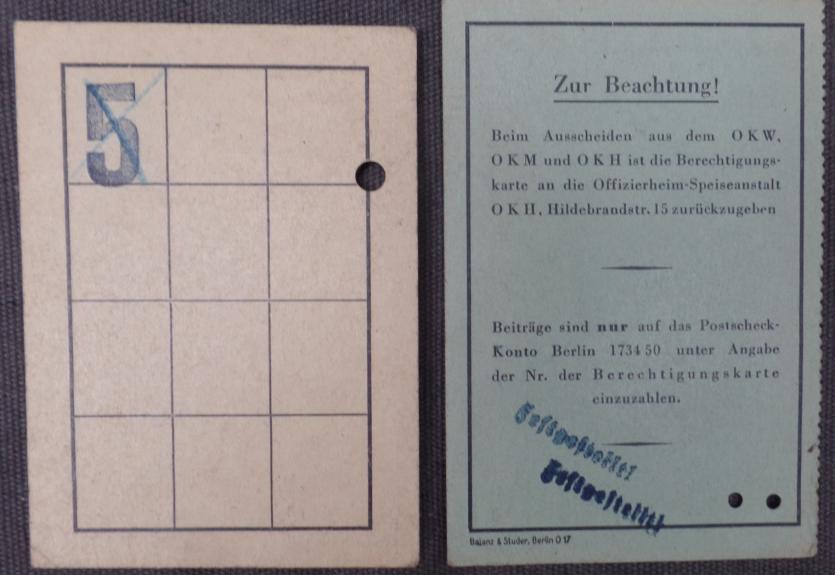 5
Zur Beachtung!
Beim Ausscheiden aus dem OKW,
OKM und OKH ist die Berechtigungs-
karte an die Offizierheim-Speiseanstalt
OKH, Hildebrandstr. 15 zurückzugeben
Beiträge sind nur auf das Postscheck-
Konto Berlin 173450 unter Angabe
der Nr. der Berechtigungskarte
einzuzahlen.
Festgestellt!
Festgestellt!
Bajanz & Studer, Berlin O 17